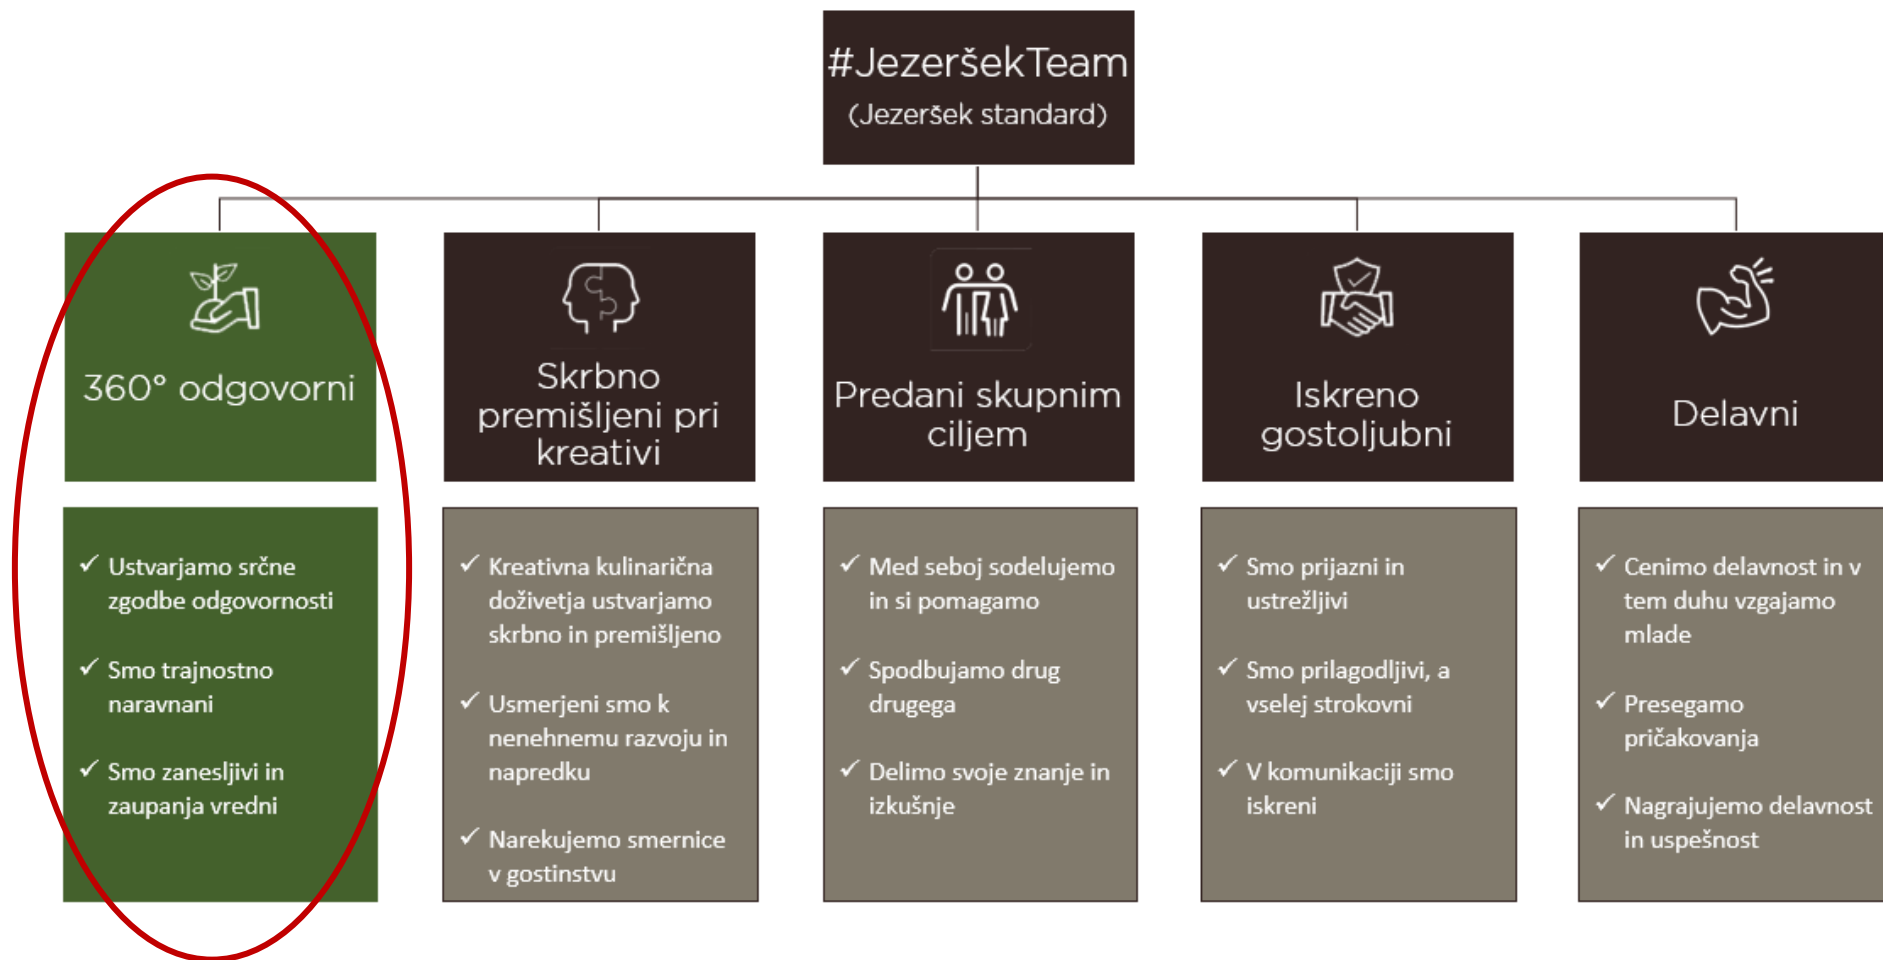 #JezeršekTeam
(Jezeršek standard)
360° odgovorni
Skrbno
premišljeni pri
kreativi
Predani skupnim
ciljem
Iskreno
gostoljubni
Delavni
✓ Ustvarjamo srčne
zgodbe odgovornosti
✓ Smo trajnostno
naravnani
✓ Smo zanesljivi in
zaupanja vredni
✓ Kreativna kulinarična
doživetja ustvarjamo
skrbno in premišljeno
✓ Usmerjeni smo k
nenehnemu razvoju in
napredku
✓ Narekujemo smernice
v gostinstvu
✓ Med seboj sodelujemo
in si pomagamo
✓ Spodbujamo drug
drugega
✓ Delimo svoje znanje in
izkušnje
✓ Smo prijazni in
ustrežljivi
✓ Smo prilagodljivi, a
vselej strokovni
✓ V komunikaciji smo
iskreni
✓ Cenimo delavnost in v
tem duhu vzgajamo
mlade
✓ Presegamo
pričakovanja
✓ Nagrajujemo delavnost
in uspešnost